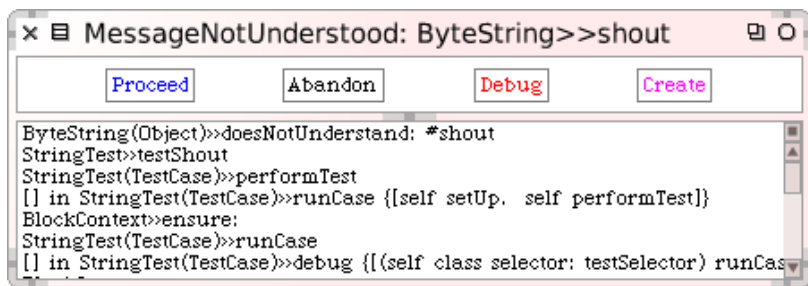 MessageNotUnderstood: ByteString>>shout
Proceed Abandon Debug Create
ByteString(Object)>>doesNotUnderstand: #shout
StringTest>>testShout
StringTest(TestCase)>>performTest
[] in StringTest(TestCase)>>runCase {[self setUp.  self performTest]}
BlockContext>>ensure:
StringTest(TestCase)>>runCase
[] in StringTest(TestCase)>>debug {[(self class selector: testSelector) runCas